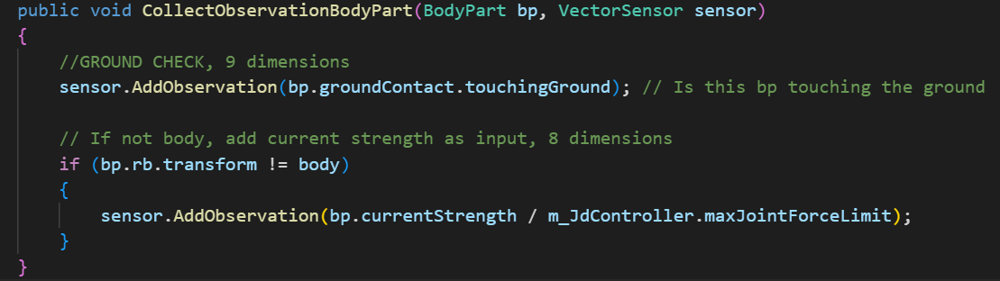 public void CollectObservationBodyPart(BodyPart bp, VectorSensor sensor)
{
    //GROUND CHECK, 9 dimensions
    sensor.AddObservation(bp.groundContact.touchingGround); // Is this bp touching the ground
    // If not body, add current strength as input, 8 dimensions
    if (bp.rb.transform != body)
    {
        sensor.AddObservation(bp.currentStrength / m_JdController.maxJointForceLimit);
    }
}